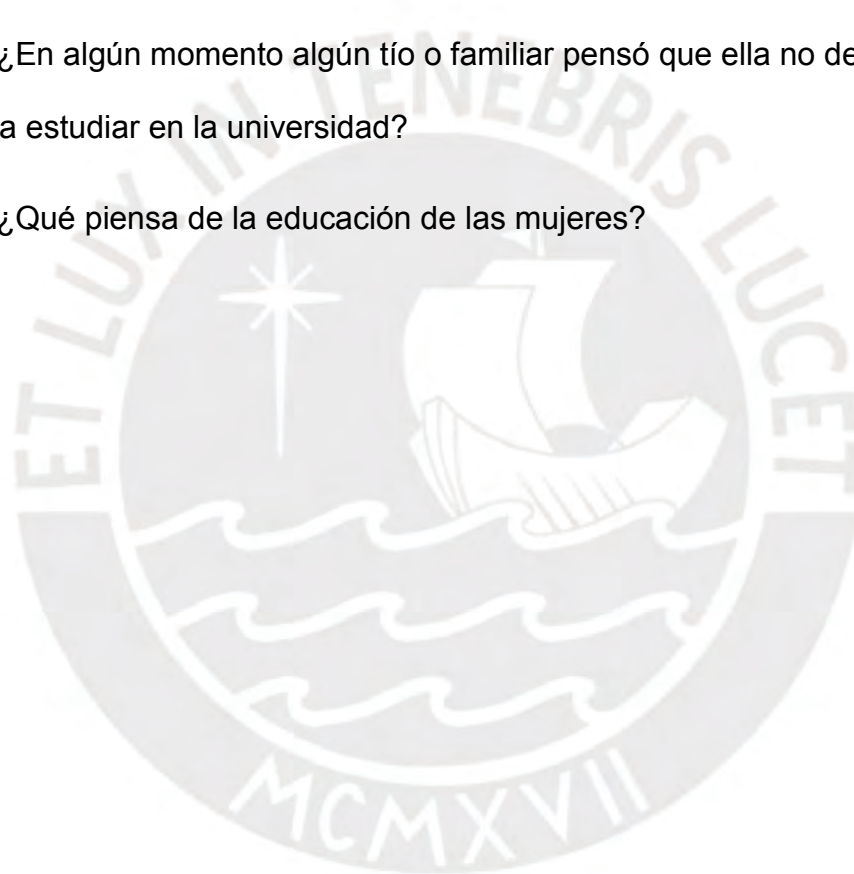 ¿En algún momento algún tío o familiar pensó que ella no de
a estudiar en la universidad?
¿Qué piensa de la educación de las mujeres?
ET LUX IN TENEBRIS LUCET
MCMXVII